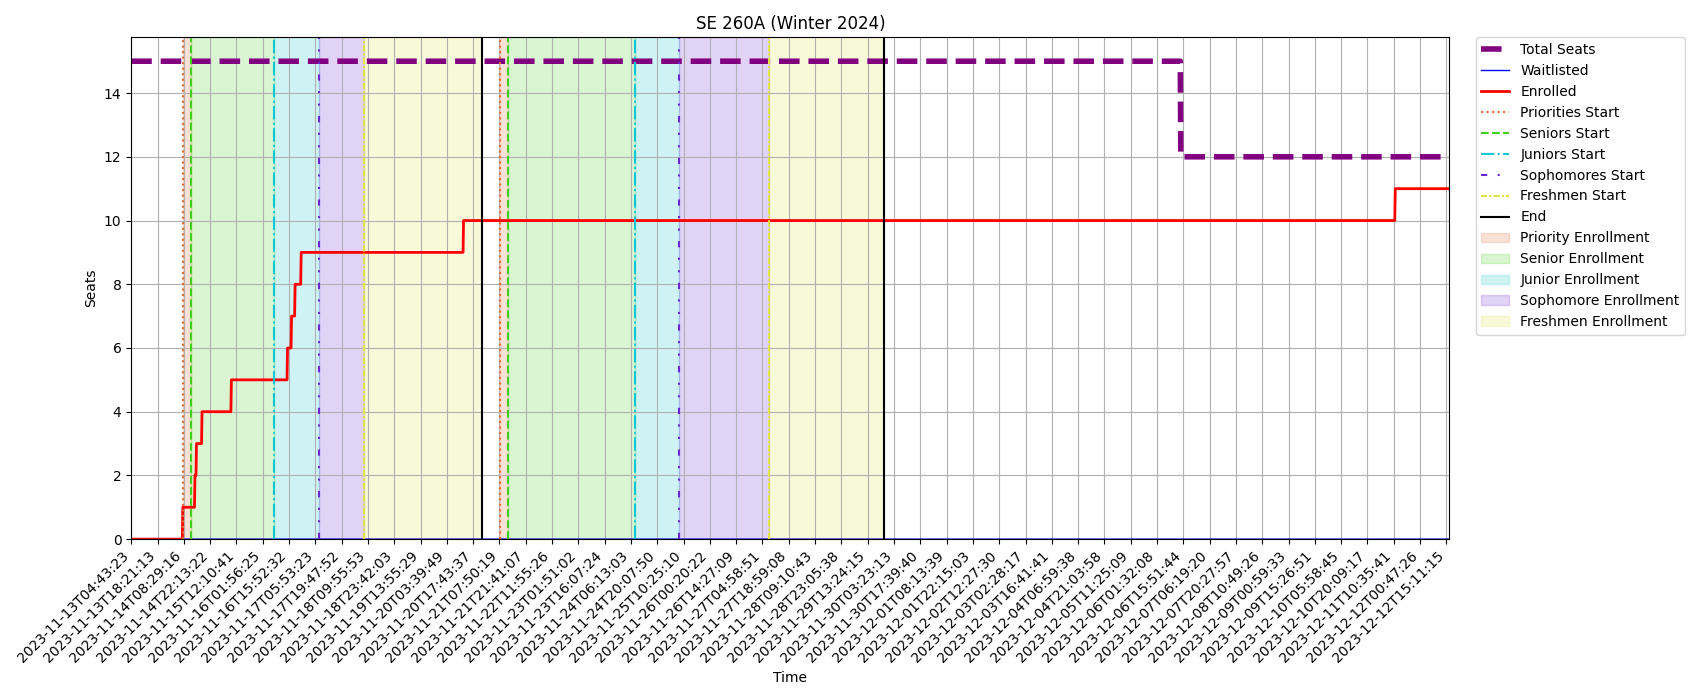 SE 260A (Winter 2024)
Total Seats
Waitlisted
Enrolled
Priorities Start
Seniors Start
Juniors Start
Sophomores Start
Freshmen Start
End
Priority Enrollment
Senior Enrollment
Junior Enrollment
Sophomore Enrollment
Freshmen Enrollment
Seats
14
12
10
8
6
4
2
0
2023-11-13T04:43:23
2023-11-13T18:21:13
2023-11-14T08:29:16
2023-11-14T22:13:22
2023-11-15T12:10:41
2023-11-16T01:56:25
2023-11-16T16:52:32
2023-11-17T05:53:23
2023-11-17T19:47:52
2023-11-18T09:55:53
2023-11-18T23:42:03
2023-11-19T13:55:29
2023-11-20T03:39:49
2023-11-20T17:43:37
2023-11-21T07:50:19
2023-11-21T21:41:07
2023-11-22T11:55:26
2023-11-23T01:51:02
2023-11-23T16:07:24
2023-11-24T06:13:03
2023-11-24T20:07:50
2023-11-25T10:25:10
2023-11-26T00:20:22
2023-11-26T14:27:09
2023-11-27T04:58:51
2023-11-27T18:59:08
2023-11-28T09:10:43
2023-11-28T23:05:38
2023-11-29T13:24:15
2023-11-30T03:23:13
2023-11-30T17:39:40
2023-12-01T08:13:39
2023-12-01T22:15:03
2023-12-02T12:27:30
2023-12-03T02:28:17
2023-12-03T16:41:41
2023-12-04T06:59:38
2023-12-04T21:03:58
2023-12-05T11:25:09
2023-12-06T01:32:08
2023-12-06T15:51:44
2023-12-07T06:19:20
2023-12-07T20:27:57
2023-12-08T10:49:26
2023-12-09T00:59:33
2023-12-09T15:26:51
2023-12-10T05:58:45
2023-12-10T20:09:17
2023-12-11T10:35:41
2023-12-12T00:47:26
2023-12-12T15:11:15
Time